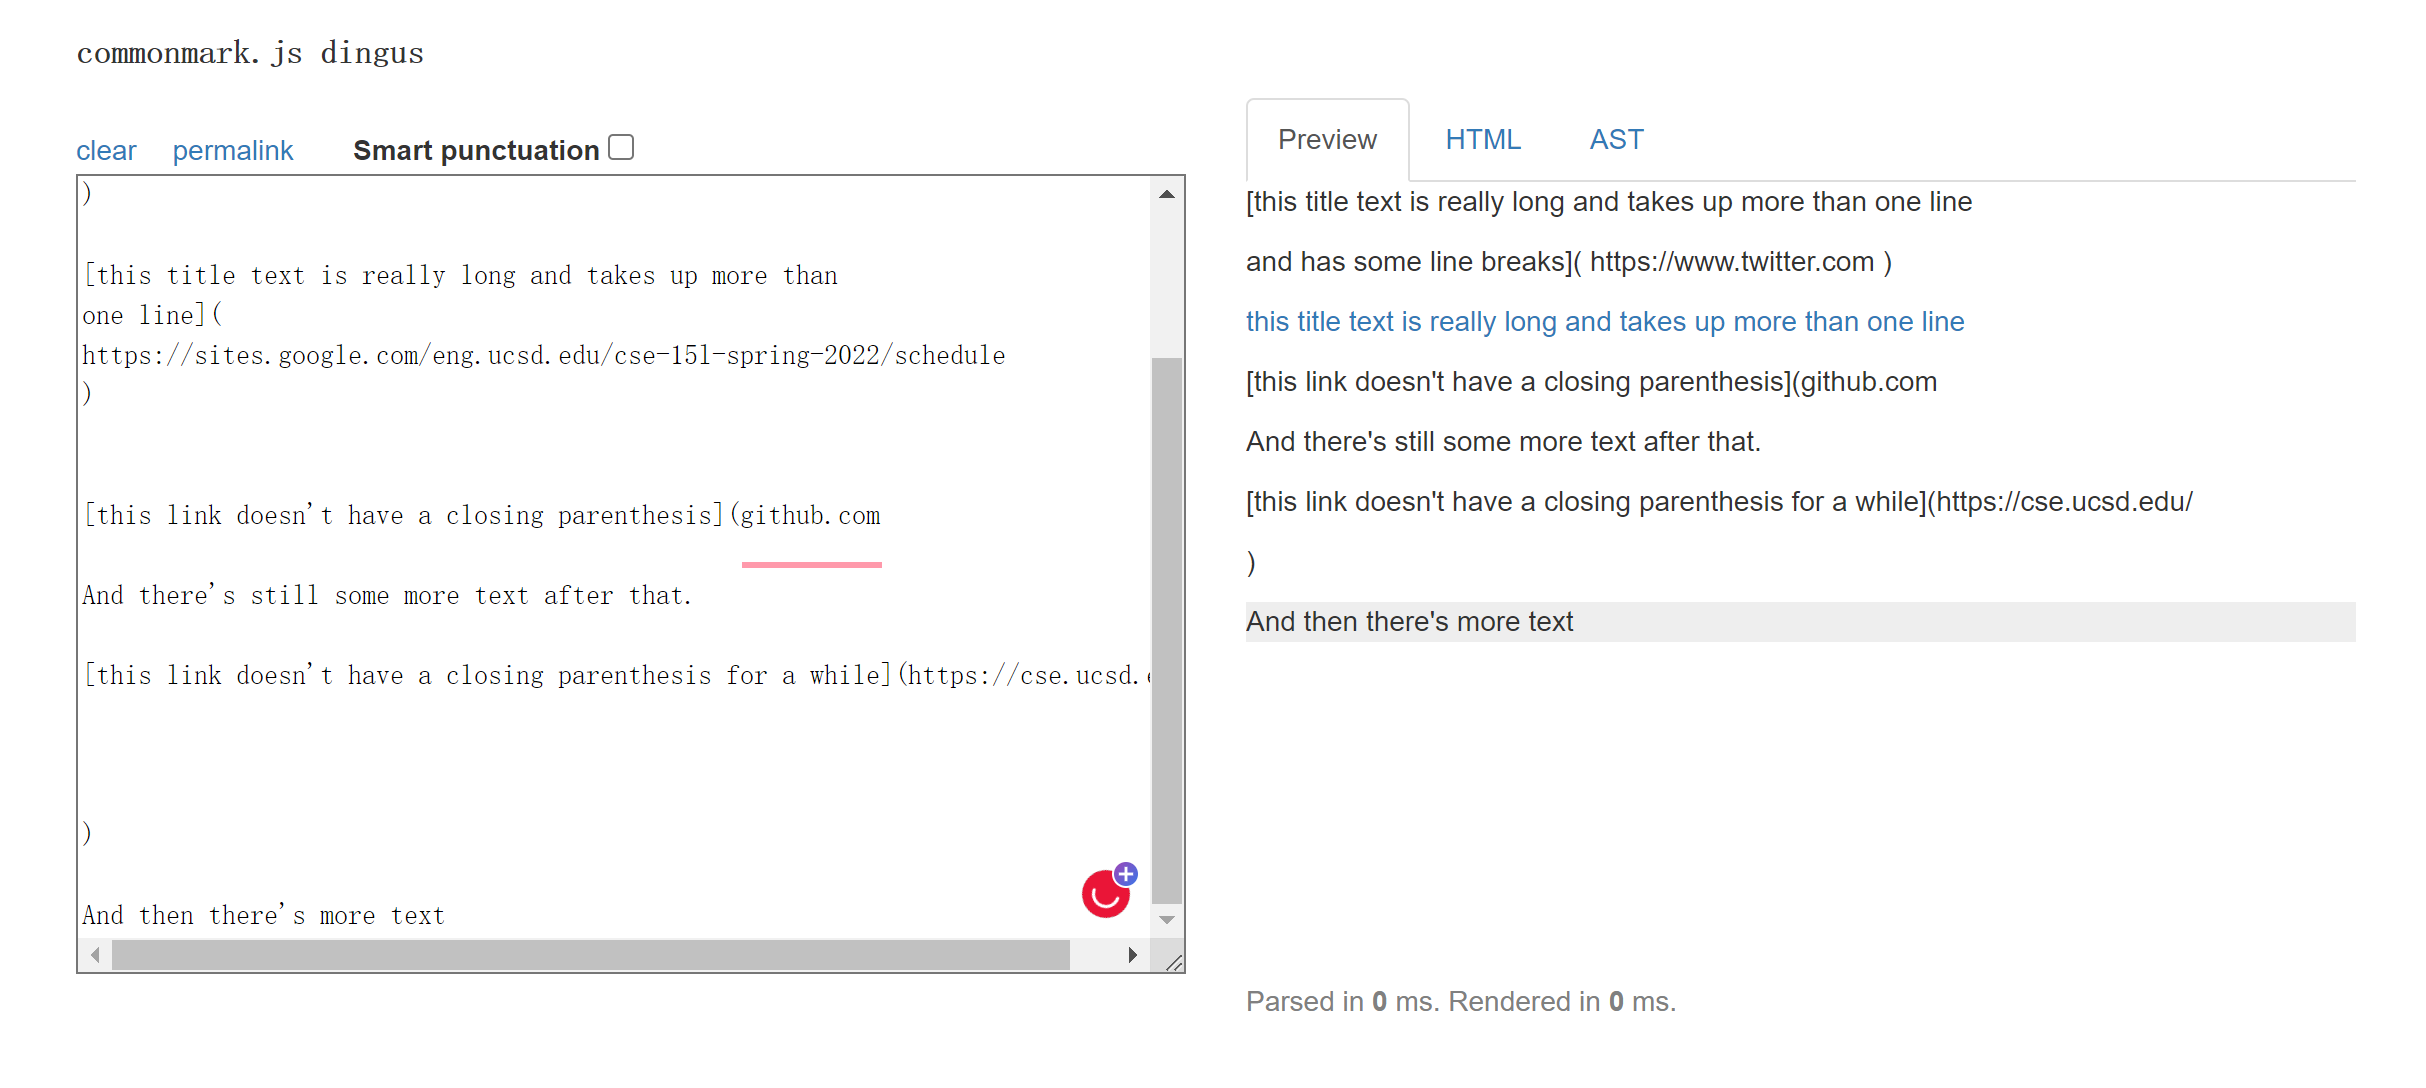 commonmark.js dingus
clear permalink Smart punctuation
)
[this title text is really long and takes up more than
one line](
https://sites.google.com/eng.ucsd.edu/cse-15l-spring-2022/schedule
)
[this link doesn't have a closing parenthesis](github.com
And there's still some more text after that.
[this link doesn't have a closing parenthesis for a while](https://cse.ucsd.
)
And then there's more text
Preview HTML AST
[this title text is really long and takes up more than one line
and has some line breaks]( https://www.twitter.com )
this title text is really long and takes up more than one line
[this link doesn't have a closing parenthesis](github.com
And there's still some more text after that.
[this link doesn't have a closing parenthesis for a while](https://cse.ucsd.edu/
)
And then there's more text
Parsed in 0 ms. Rendered in 0 ms.